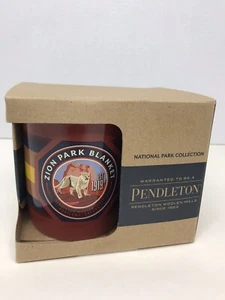 NATIONAL PARK COLLECTION
WARRANTED TO BE A
PENDLETON
PENDLETON WOOLEN MILLS
SINCE 1863
ZION PARK BLANKET
1919